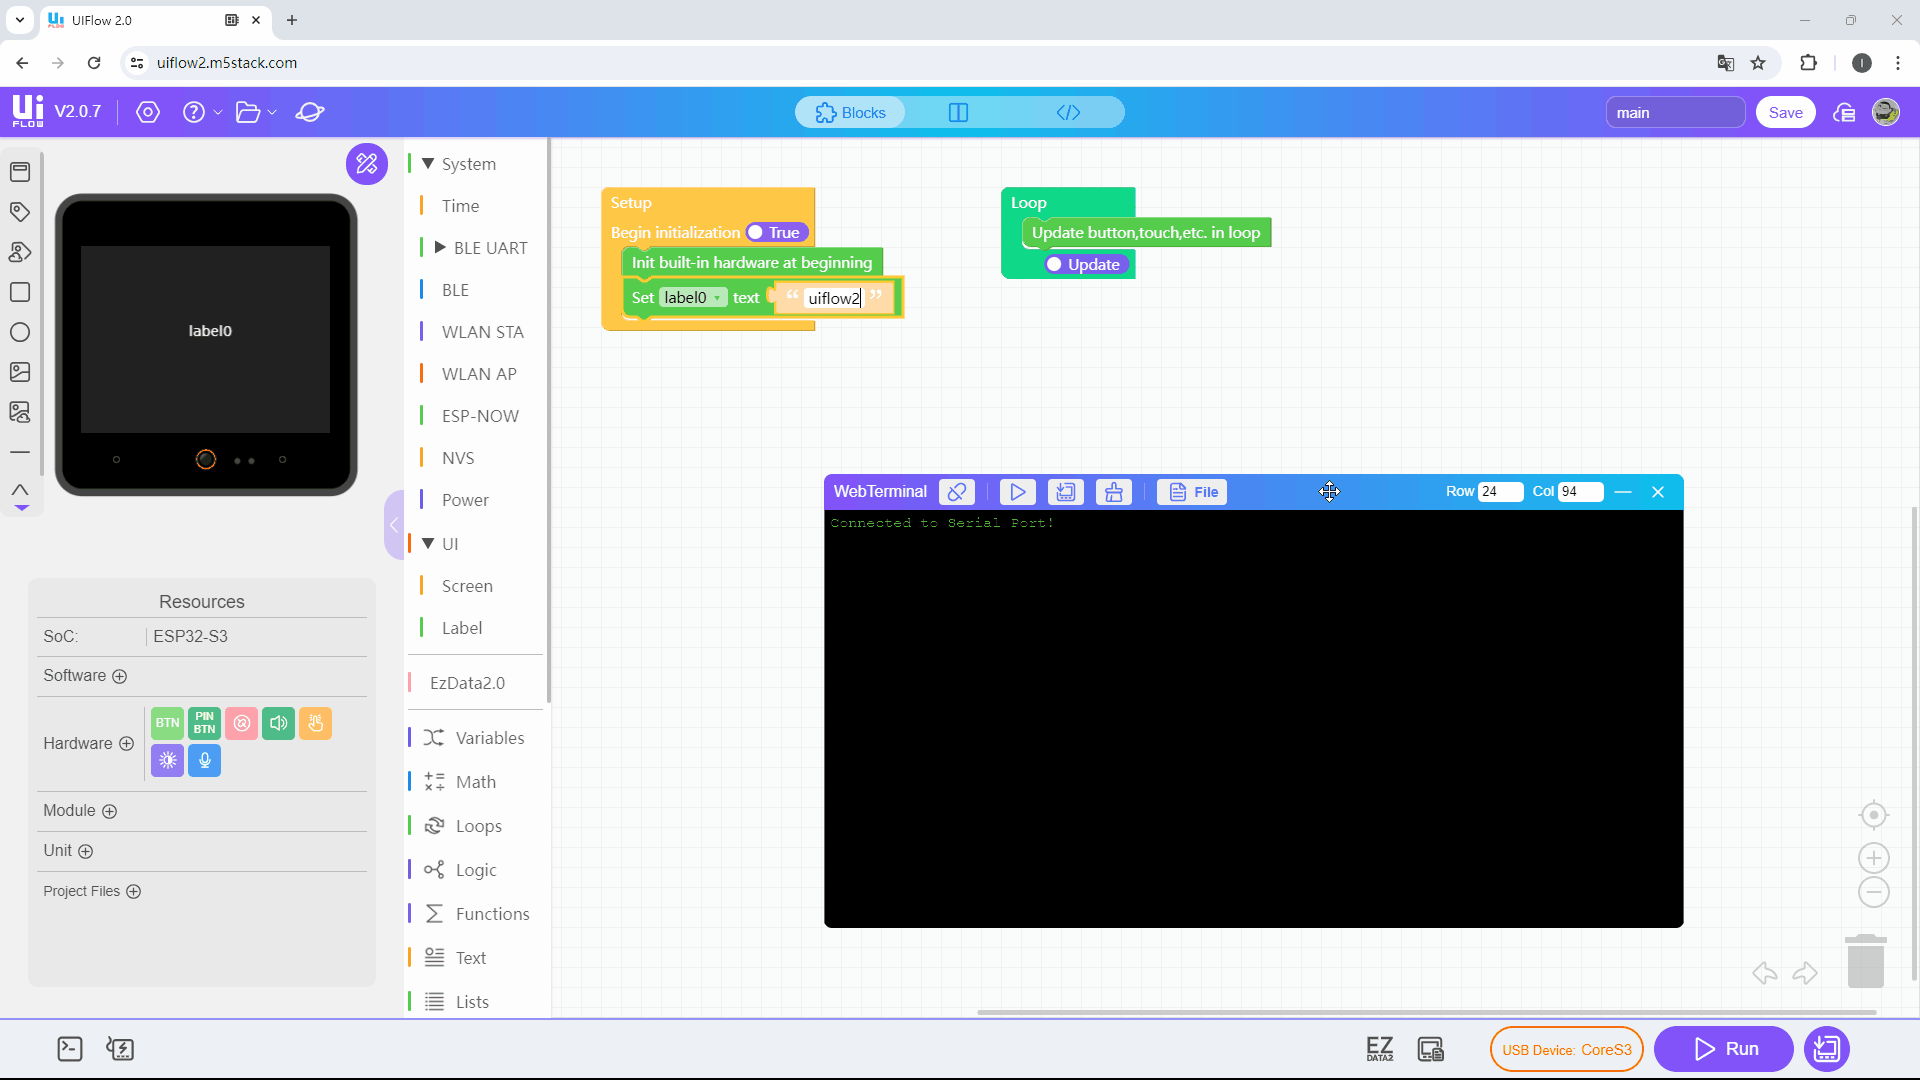 UIFlow 2.0
uiflow2.m5stack.com
Ui
FLOW
V2.0.7
Blocks
main
Save
label0
System
Time
BLE UART
BLE
WLAN STA
WLAN AP
ESP-NOW
NVS
Power
UI
Screen
Label
EzData2.0
Variables
Math
Loops
Logic
Functions
Text
Lists
Setup
Begin initialization True
Init built-in hardware at beginning
Set label0 text “ uiflow2 ”
Loop
Update button,touch,etc. in loop
Update
WebTerminal
File
Row 24 Col 94
Connected to Serial Port!
Resources
SoC: ESP32-S3
Software
Hardware
BTN
PIN
BTN
Module
Unit
Project Files
EZ
DATA2
USB Device: CoreS3
Run
I